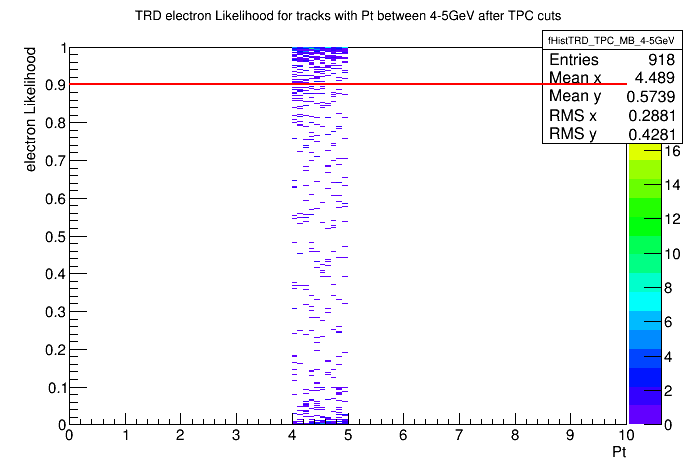 TRD electron Likelihood for tracks with Pt between 4-5GeV after TPC cuts
fHistTRD_TPC_MB_4-5GeV
Entries 918
Mean x 4.489
Mean y 0.5739
RMS x 0.2881
RMS y 0.4281
electron Likelihood
1
0.9
0.8
0.7
0.6
0.5
0.4
0.3
0.2
0.1
0
0 1 2 3 4 5 6 7 8 9 10
Pt
16
14
12
10
8
6
4
2
0